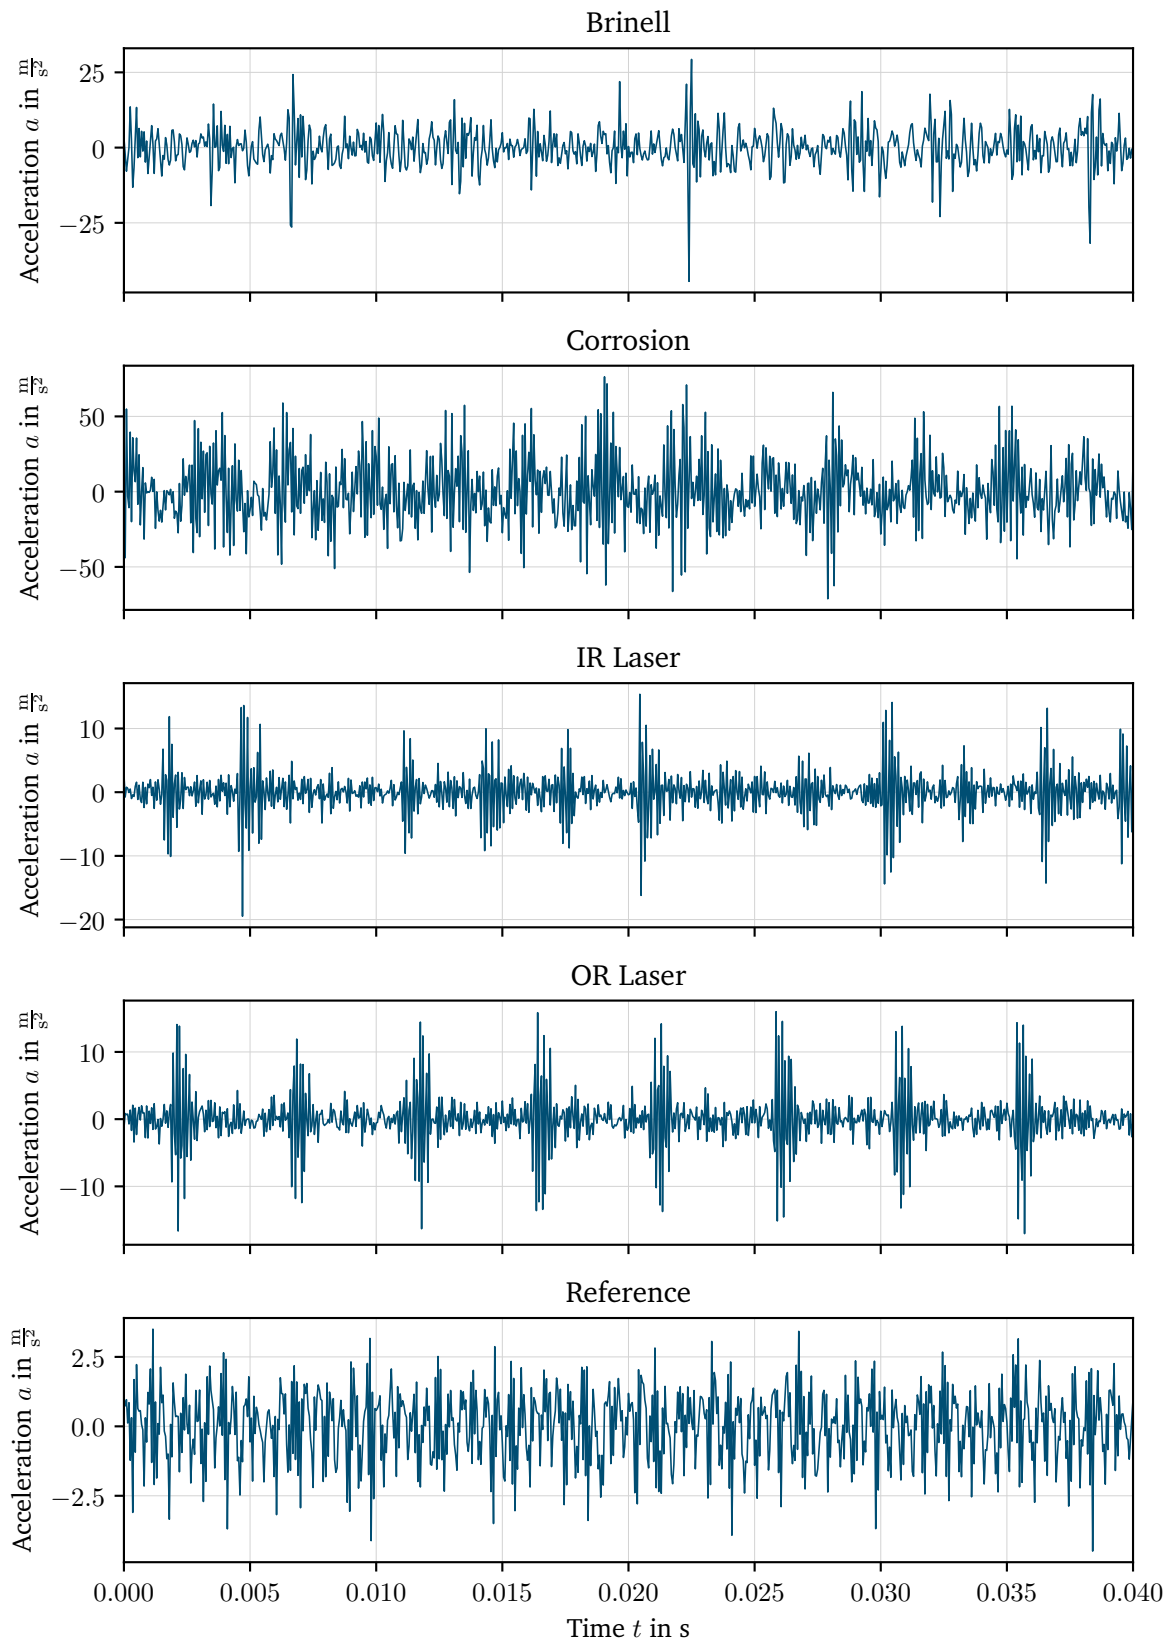 Brinell
Acceleration a in m/s²
25
0
−25
Corrosion
Acceleration a in m/s²
50
0
−50
IR Laser
Acceleration a in m/s²
10
0
−10
−20
OR Laser
Acceleration a in m/s²
10
0
−10
Reference
Acceleration a in m/s²
2.5
0.0
−2.5
0.000 0.005 0.010 0.015 0.020 0.025 0.030 0.035 0.040
Time t in s